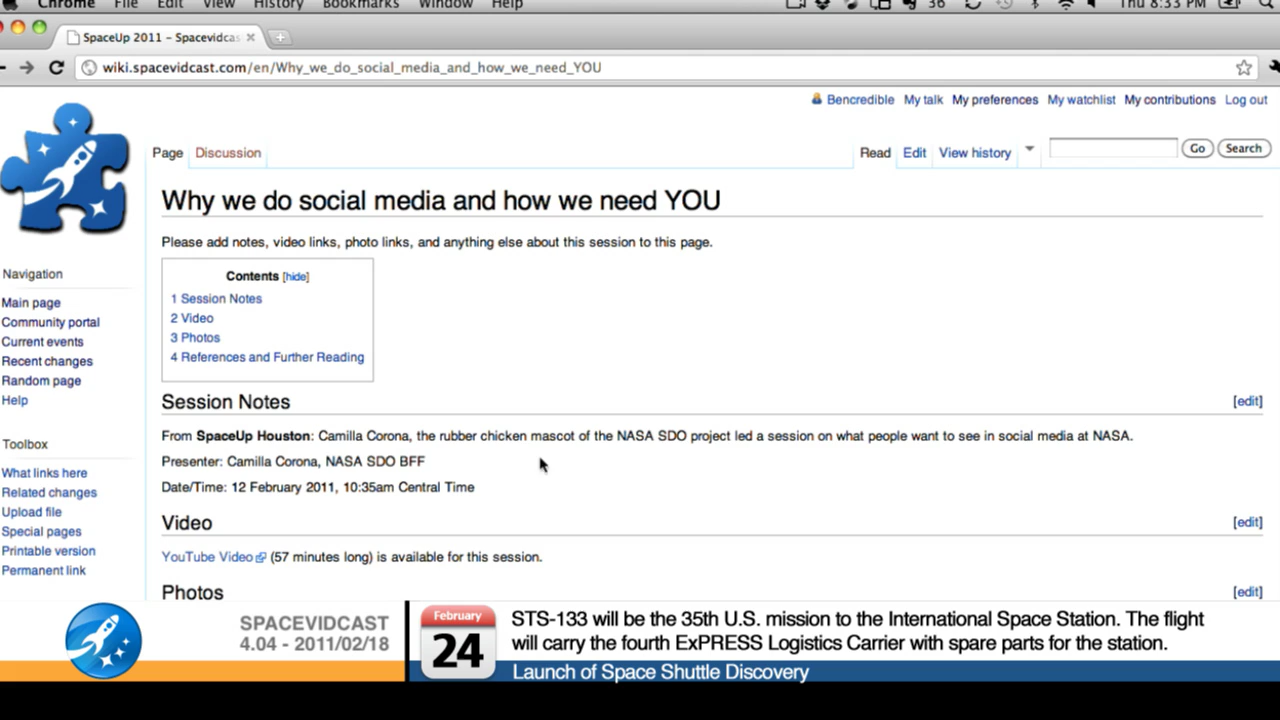 Chrome File Edit View History Bookmarks Window Help 36 Thu 8:33 PM
SpaceUp 2011 – Spacevidcas
wiki.spacevidcast.com/en/Why_we_do_social_media_and_how_we_need_YOU
Bencredible My talk My preferences My watchlist My contributions Log out
Page Discussion Read Edit View history Go Search
Why we do social media and how we need YOU
Please add notes, video links, photo links, and anything else about this session to this page.
Contents [hide]
1 Session Notes
2 Video
3 Photos
4 References and Further Reading
Navigation
Main page
Community portal
Current events
Recent changes
Random page
Help
Toolbox
What links here
Related changes
Upload file
Special pages
Printable version
Permanent link
Session Notes [edit]
From SpaceUp Houston: Camilla Corona, the rubber chicken mascot of the NASA SDO project led a session on what people want to see in social media at NASA.
Presenter: Camilla Corona, NASA SDO BFF
Date/Time: 12 February 2011, 10:35am Central Time
Video [edit]
YouTube Video (57 minutes long) is available for this session.
Photos [edit]
SPACEVIDCAST
4.04 - 2011/02/18
February
24
STS-133 will be the 35th U.S. mission to the International Space Station. The flight
will carry the fourth ExPRESS Logistics Carrier with spare parts for the station.
Launch of Space Shuttle Discovery